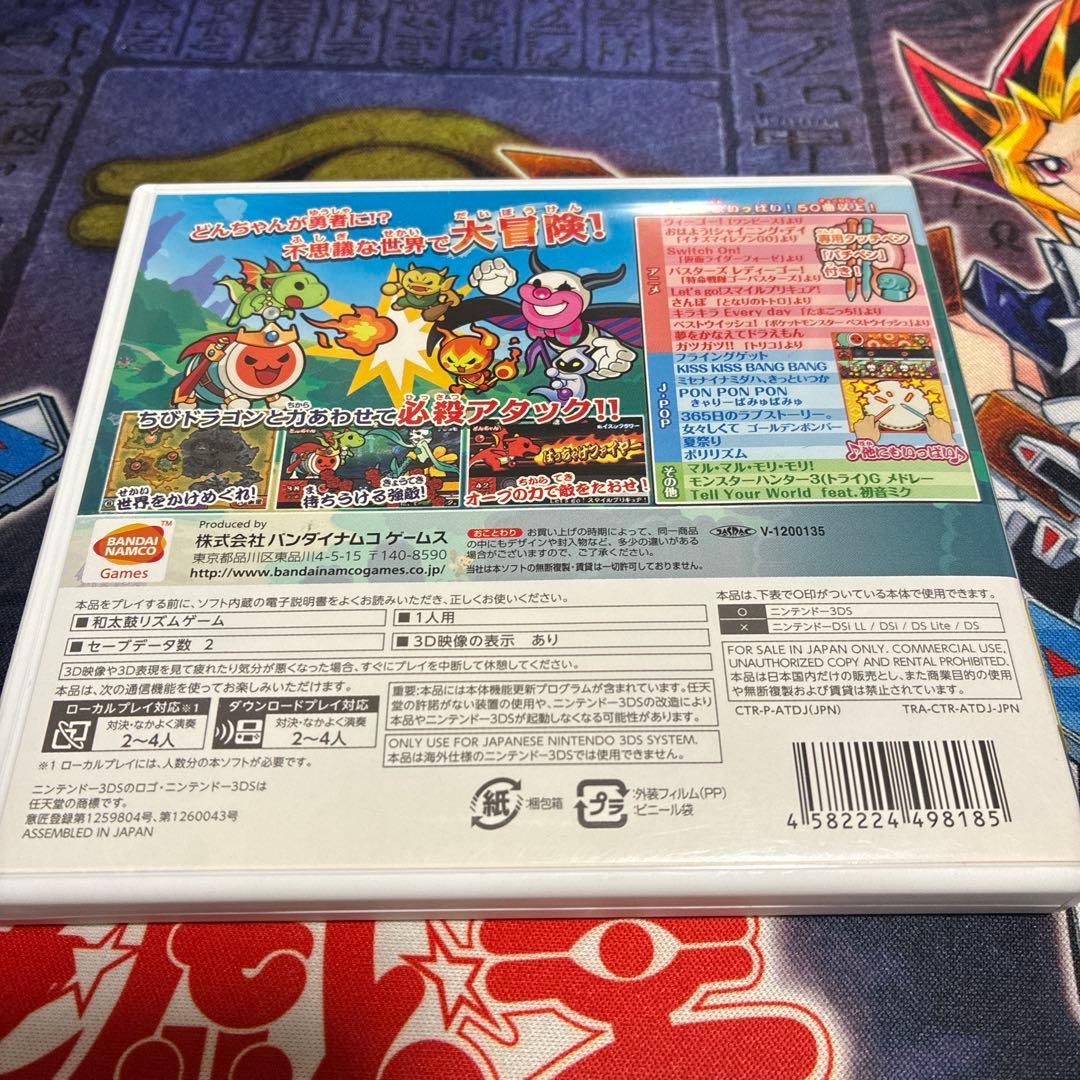 どんちゃんが勇者に!?
ゆうしゃ
不思議な世界で大冒険!
ふしぎ
せかい
だいぼうけん
ちびドラゴンと力あわせて必殺アタック!!
ちから
世界をかけめぐれ!
せかい
待ちうける強敵!
ま
きょうてき
オーブの力で敵をたおせ!
ちから
てき
いっぱい!50曲以上!
アニメ
ウィーゴー!「ワンピース」より
おはよう!シャイニング・デイ
「イナズマイレブンGO」より
Switch On!
「仮面ライダーフォーゼ」より
バスターズ レディーゴー!
「特命戦隊ゴーバスターズ」より
Let's go!スマイルプリキュア!
さんぽ「となりのトトロ」より
キラキラ Every day「たまごっち!」より
ベストウイッシュ!「ポケットモンスター ベストウイッシュ」より
夢をかなえてドラえもん
ガツガツ!!「トリコ」より
J-POP
フライングゲット
KISS KISS BANG BANG
ミセナイナミダハ、きっといつか
PON PON PON
きゃりーぱみゅぱみゅ
365日のラブストーリー。
女々しくて ゴールデンボンバー
夏祭り
ポリリズム
その他
マル・マル・モリ・モリ!
モンスターハンター3(トライ)G メドレー
Tell Your World feat.初音ミク
専用タッチペン
「バチペン」
付き!
♪他にもいっぱい♪
BANDAI
NAMCO
Games
TM
Produced by
株式会社 バンダイナムコ ゲームス
東京都品川区東品川4-5-15 〒140-8590
http://www.bandainamcogames.co.jp/
おことわり お買い上げの時期によって、同一商品
の中にもデザインや封入物など、多少の違いがある
場合がございますので、ご了承ください。
当社は本ソフトの無断複製・賃貸は一切許可しておりません。
JASRAC V-1200135
本品をプレイする前に、ソフト内蔵の電子説明書をよくお読みいただき、正しくお使いください。
■和太鼓リズムゲーム
■1人用
■セーブデータ数 2
■3D映像の表示 あり
3D映像や3D表現を見て疲れたり気分が悪くなった場合、すぐにプレイを中断して休憩してください。
本品は、次の通信機能を使ってお楽しみいただけます。
ローカルプレイ対応※1
対決・なかよく演奏
2〜4人
ダウンロードプレイ対応
対決・なかよく演奏
2〜4人
※1 ローカルプレイには、人数分の本ソフトが必要です。
重要:本品には本体機能更新プログラムが含まれています。任天
堂の許諾がない装置の使用や、ニンテンドー3DSの改造により
本品やニンテンドー3DSが起動しなくなる可能性があります。
ONLY USE FOR JAPANESE NINTENDO 3DS SYSTEM.
本品は海外仕様のニンテンドー3DSでは使用できません。
本品は、下表で○印がついている本体で使用できます。
○ ニンテンドー3DS
× ニンテンドーDSi LL / DSi / DS Lite / DS
FOR SALE IN JAPAN ONLY. COMMERCIAL USE,
UNAUTHORIZED COPY AND RENTAL PROHIBITED.
本品は日本国内だけの販売とし、また商業目的の使用
や無断複製および賃貸は禁止されています。
CTR-P-ATDJ(JPN) TRA-CTR-ATDJ-JPN
ニンテンドー3DSのロゴ・ニンテンドー3DSは
任天堂の商標です。
意匠登録第1259804号、第1260043号
ASSEMBLED IN JAPAN
紙 :梱包箱
プラ :外装フィルム(PP)
:ビニール袋
4 582224 498185